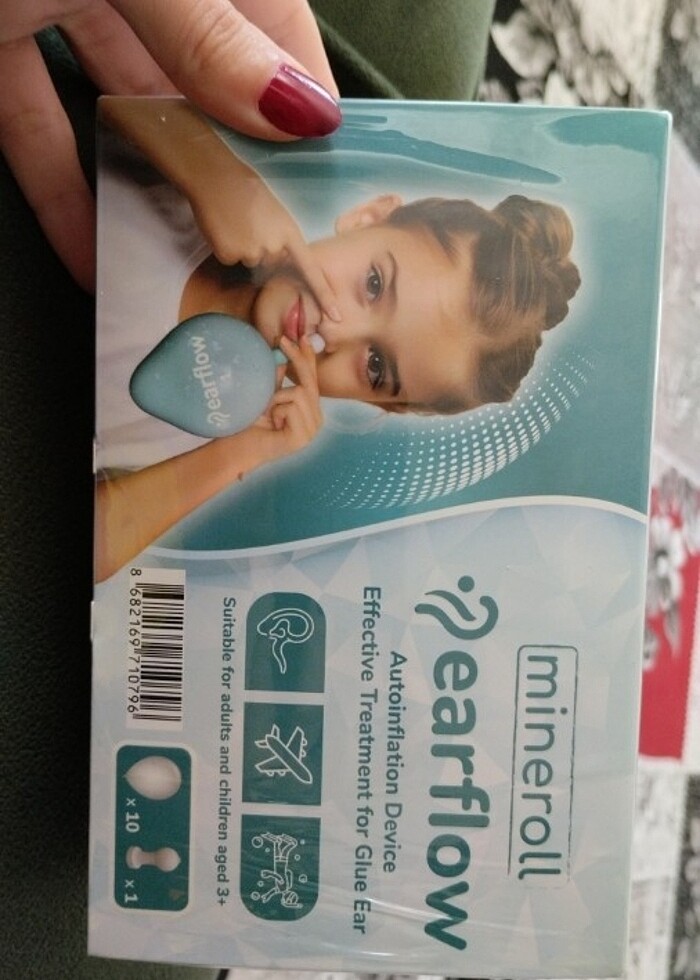 earflow
mineroll
earflow
Autoinflation Device
Effective Treatment for Glue Ear
Suitable for adults and children aged 3+
8 682169 710796
x 10
x 1